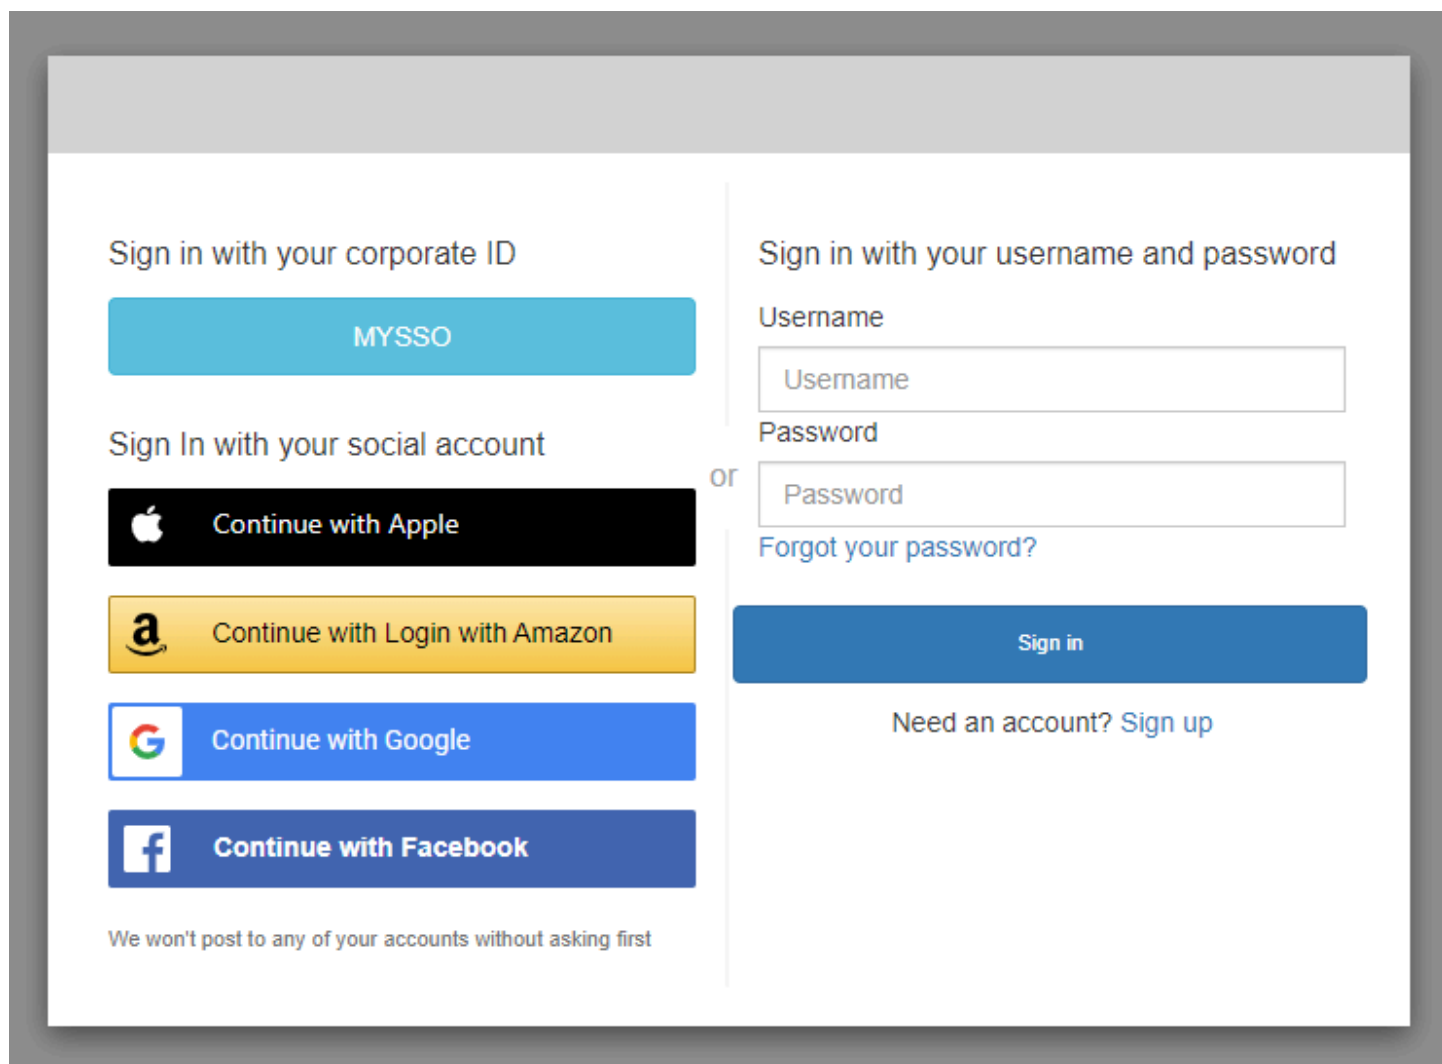 Sign in with your corporate ID
MYSSO
Sign In with your social account
Continue with Apple
Continue with Login with Amazon
Continue with Google
Continue with Facebook
We won't post to any of your accounts without asking first
or
Sign in with your username and password
Username
Username
Password
Password
Forgot your password?
Sign in
Need an account? Sign up